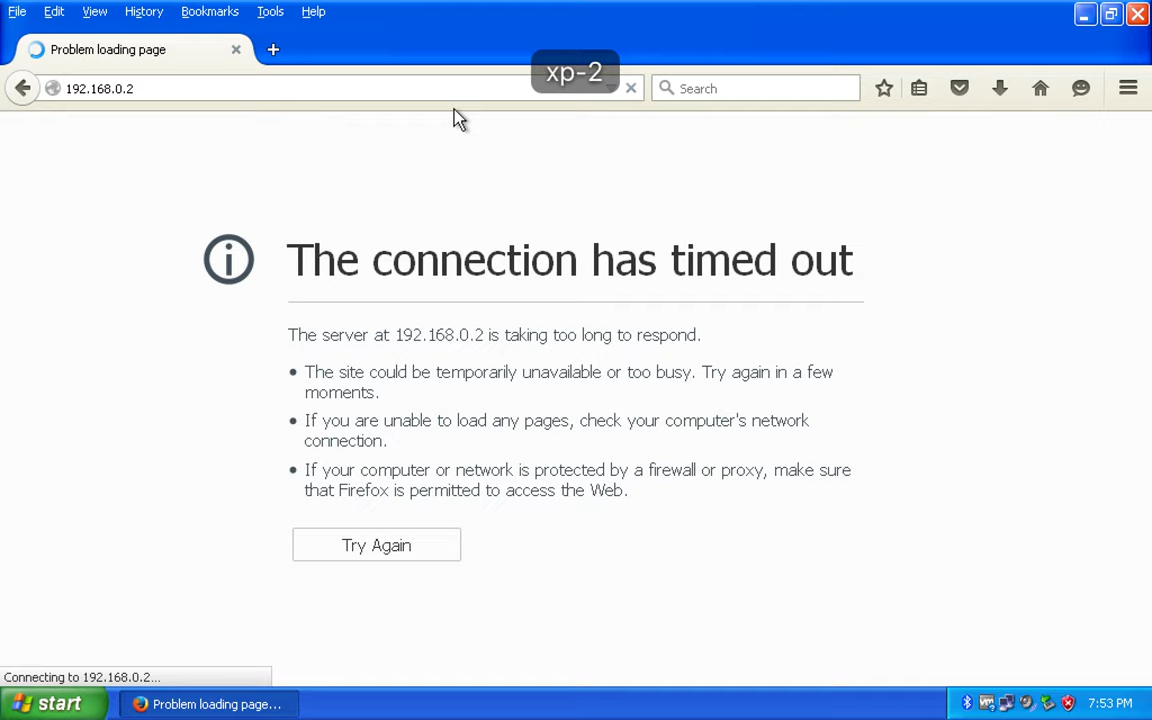 File Edit View History Bookmarks Tools Help
Problem loading page
xp-2
192.168.0.2
Search
The connection has timed out
The server at 192.168.0.2 is taking too long to respond.
The site could be temporarily unavailable or too busy. Try again in a few
moments.
If you are unable to load any pages, check your computer's network
connection.
If your computer or network is protected by a firewall or proxy, make sure
that Firefox is permitted to access the Web.
Try Again
Connecting to 192.168.0.2...
start
Problem loading page...
7:53 PM